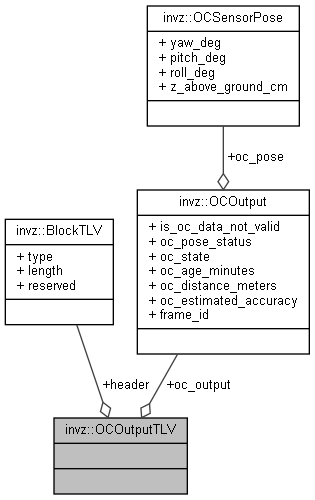 invz::OCSensorPose
+ yaw_deg
+ pitch_deg
+ roll_deg
+ z_above_ground_cm
+oc_pose
invz::OCOutput
+ is_oc_data_not_valid
+ oc_pose_status
+ oc_state
+ oc_age_minutes
+ oc_distance_meters
+ oc_estimated_accuracy
+ frame_id
invz::BlockTLV
+ type
+ length
+ reserved
+header
+oc_output
invz::OCOutputTLV